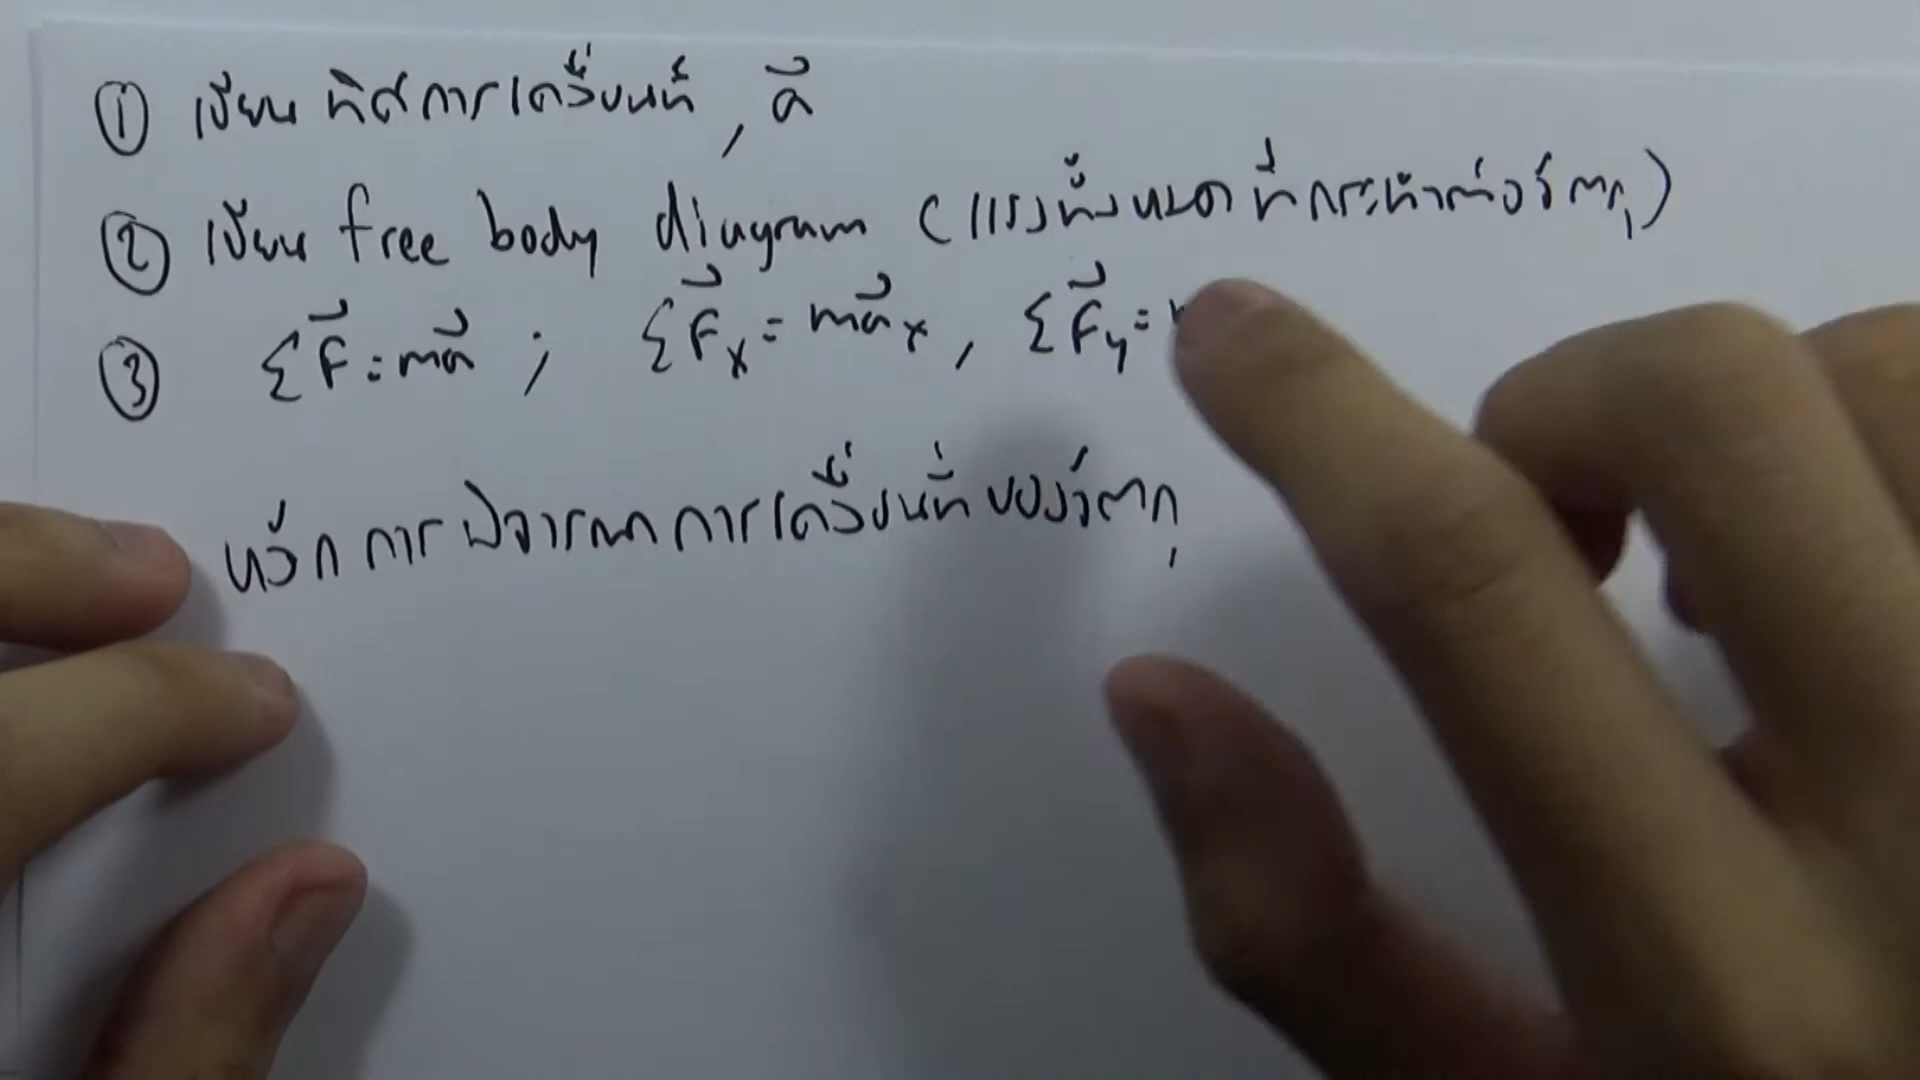 ① เขียน ทิศการเคลื่อนที่ , a⃗
② เขียน free body diagram (แรงทั้งหมดที่กระทำต่อวัตถุ)
③ ΣF⃗ = ma⃗ ; ΣF⃗ₓ = ma⃗ₓ , ΣF⃗y =
หลักการพิจารณาการเคลื่อนที่ของวัตถุ